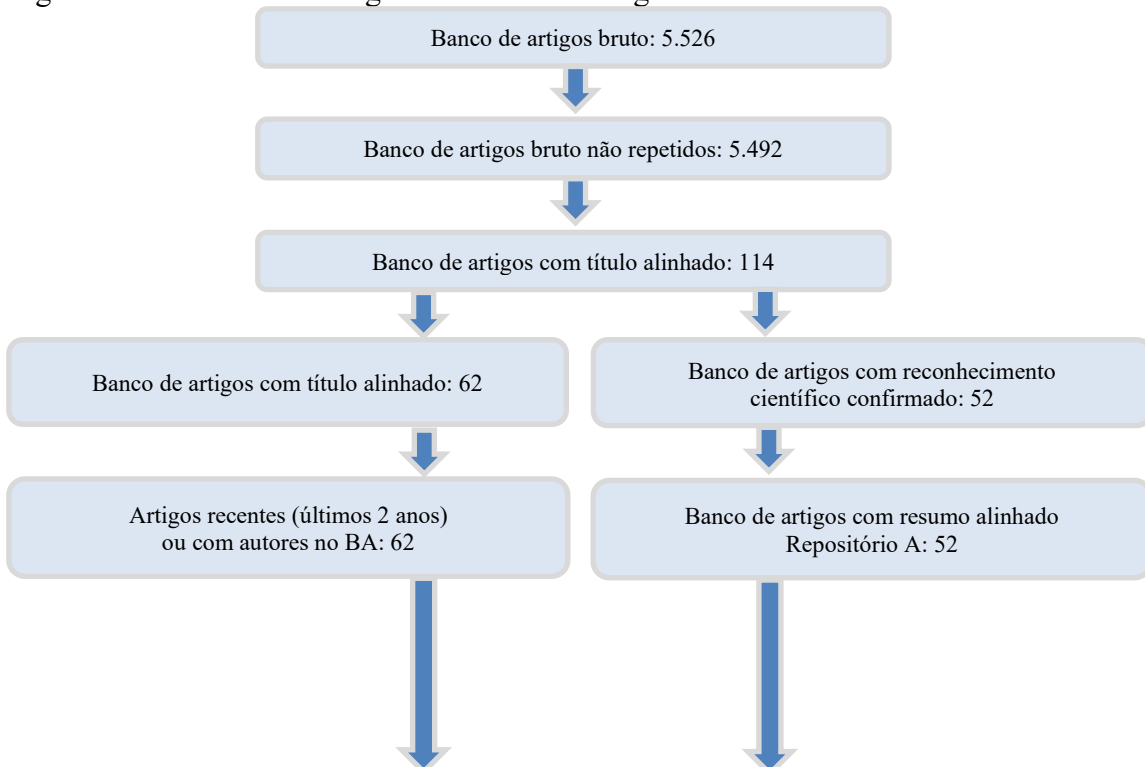 Banco de artigos bruto: 5.526
Banco de artigos bruto não repetidos: 5.492
Banco de artigos com título alinhado: 114
Banco de artigos com título alinhado: 62
Banco de artigos com reconhecimento
científico confirmado: 52
Artigos recentes (últimos 2 anos)
ou com autores no BA: 62
Banco de artigos com resumo alinhado
Repositório A: 52